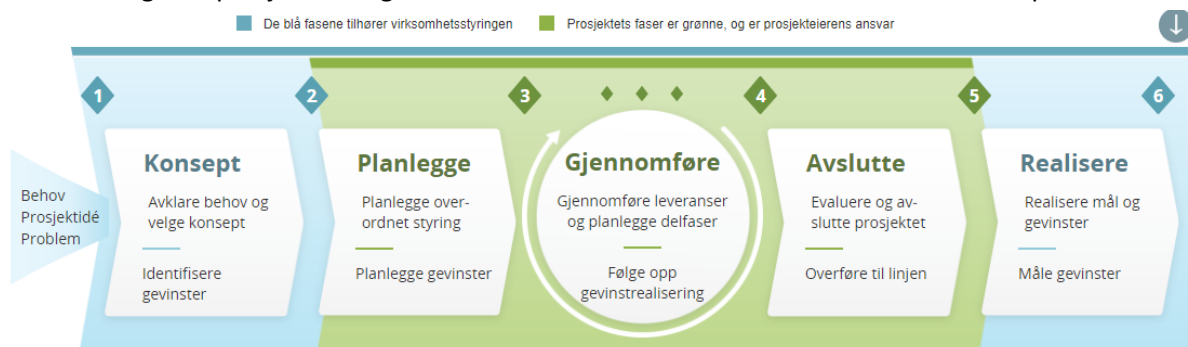 De blå fasene tilhører virksomhetsstyringen
Prosjektets faser er grønne, og er prosjekteierens ansvar
1
2
3
4
5
6
Behov
Prosjektidé
Problem
Konsept
Avklare behov og
velge konsept
Identifisere
gevinster
Planlegge
Planlegge over-
ordnet styring
Planlegge gevinster
Gjennomføre
Gjennomføre leveranser
og planlegge delfaser
Følge opp
gevinstrealisering
Avslutte
Evaluere og av-
slutte prosjektet
Overføre til linjen
Realisere
Realisere mål og
gevinster
Måle gevinster